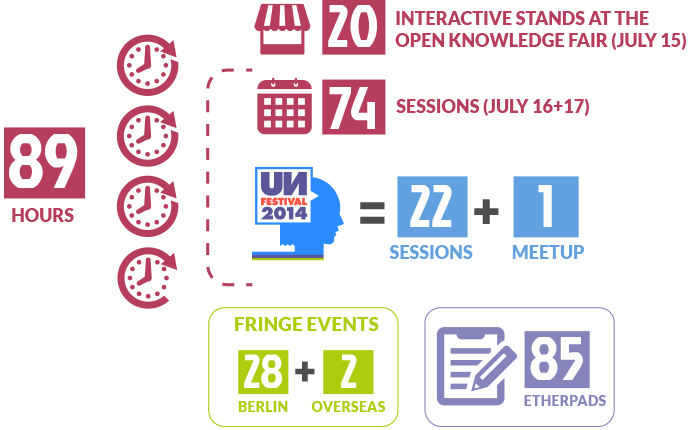 20
INTERACTIVE STANDS AT THE
OPEN KNOWLEDGE FAIR (JULY 15)
74
SESSIONS (JULY 16+17)
89
HOURS
UN
FESTIVAL
2014
=
22
+
1
SESSIONS
MEETUP
FRINGE EVENTS
28 + 2
BERLIN OVERSEAS
85
ETHERPADS